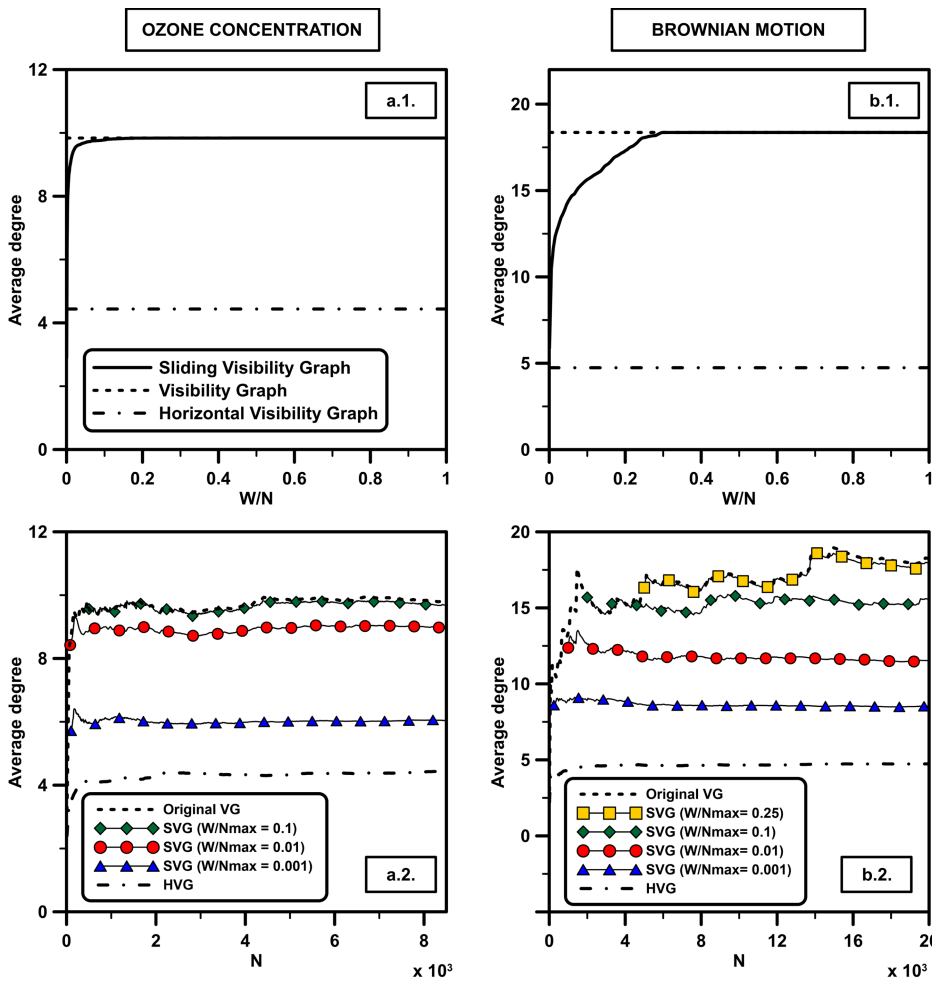 OZONE CONCENTRATION
BROWNIAN MOTION
12
8
4
0
Average degree
a.1.
Sliding Visibility Graph
Visibility Graph
Horizontal Visibility Graph
0 0.2 0.4 0.6 0.8 1
W/N
20
15
10
5
0
Average degree
b.1.
0 0.2 0.4 0.6 0.8 1
W/N
12
8
4
0
Average degree
Original VG
SVG (W/Nmax = 0.1)
SVG (W/Nmax = 0.01)
SVG (W/Nmax = 0.001)
HVG
a.2.
0 2 4 6 8
N
x 10³
20
15
10
5
0
Average degree
Original VG
SVG (W/Nmax= 0.25)
SVG (W/Nmax= 0.1)
SVG (W/Nmax= 0.01)
SVG (W/Nmax= 0.001)
HVG
b.2.
0 4 8 12 16 20
N
x 10³